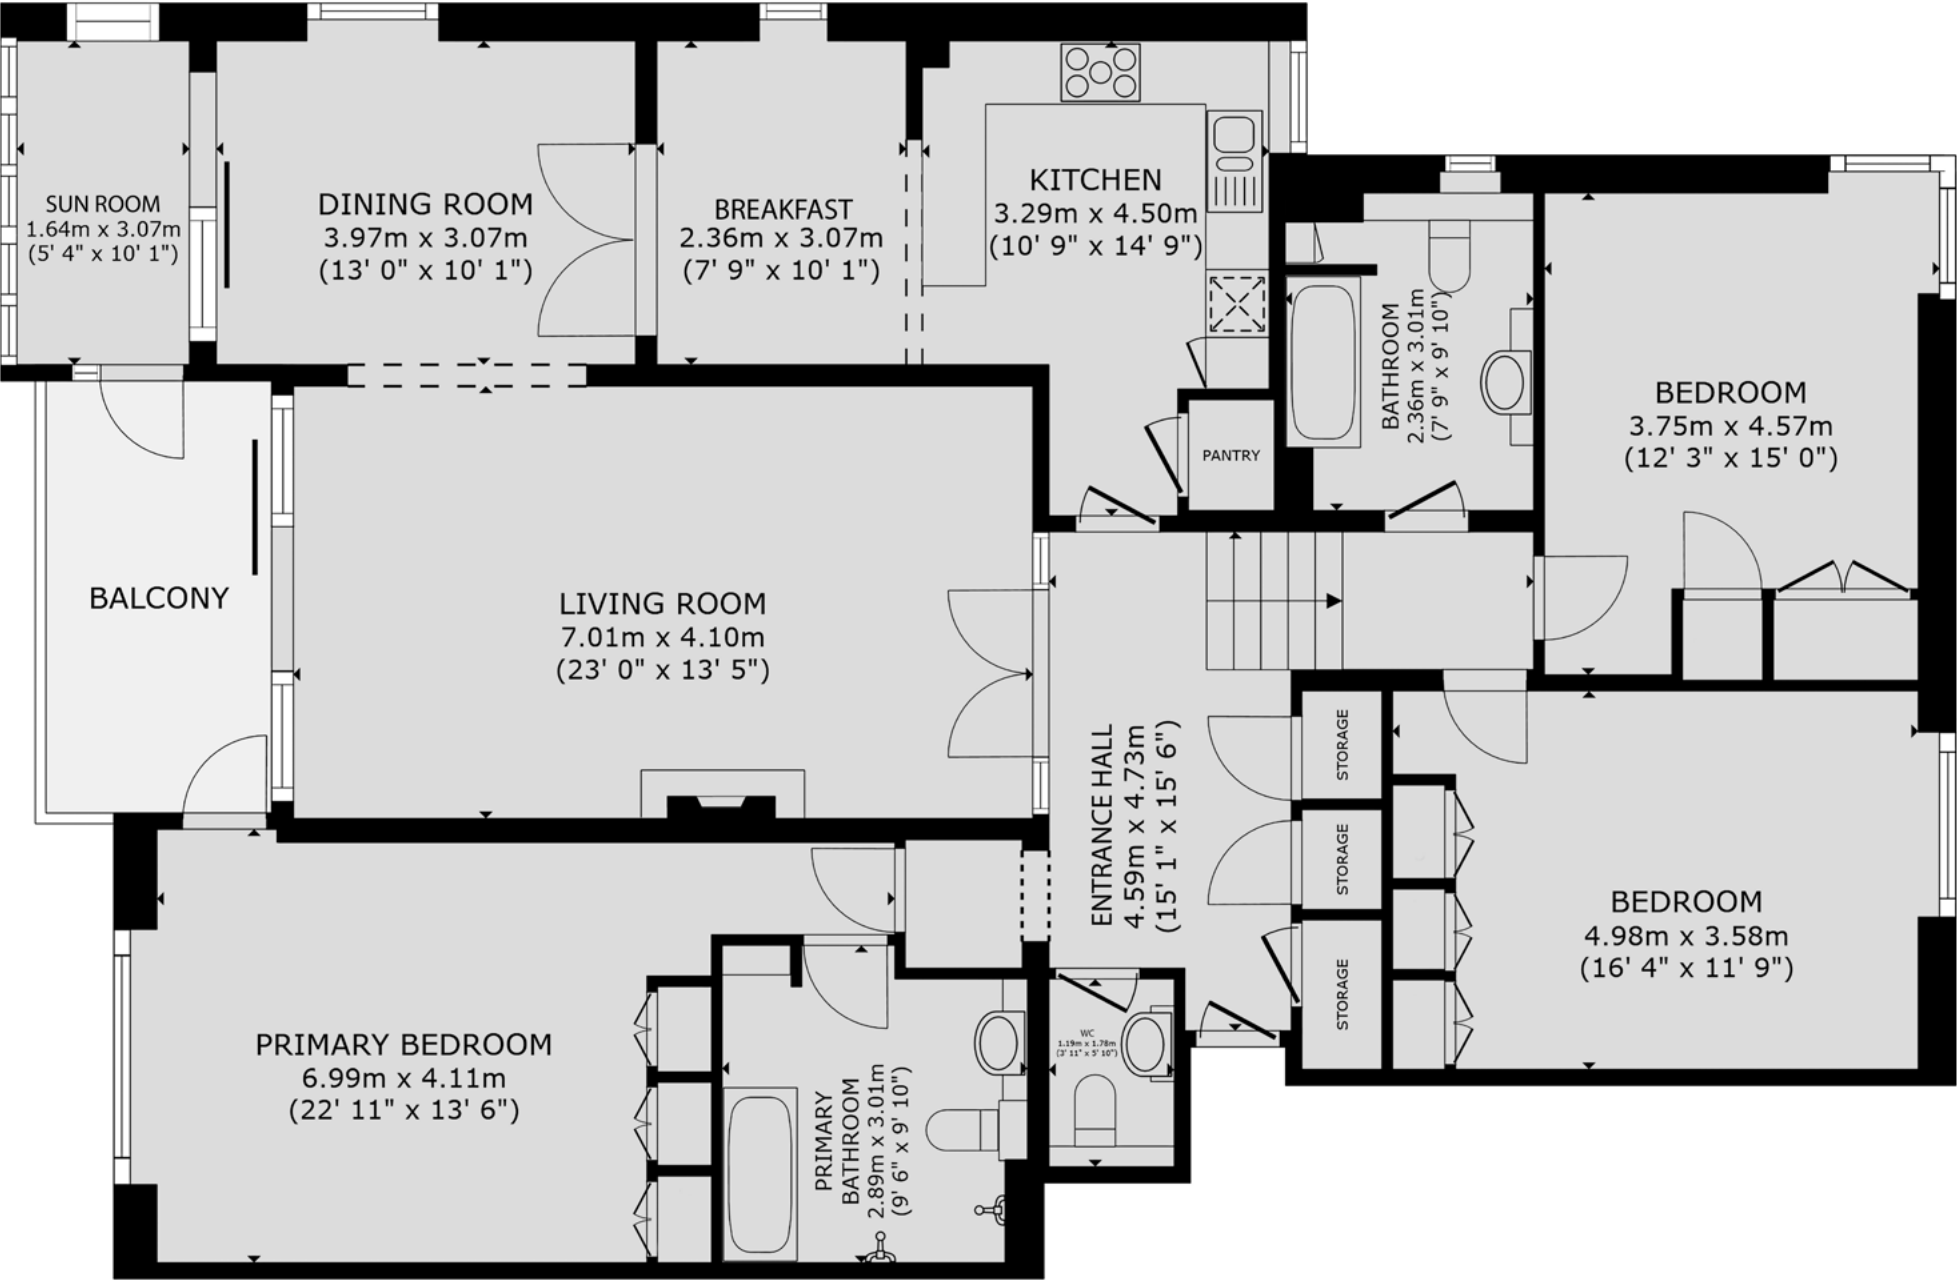 SUN ROOM
1.64m x 3.07m
(5' 4" x 10' 1")
DINING ROOM
3.97m x 3.07m
(13' 0" x 10' 1")
BREAKFAST
2.36m x 3.07m
(7' 9" x 10' 1")
KITCHEN
3.29m x 4.50m
(10' 9" x 14' 9")
BATHROOM
2.36m x 3.01m
(7' 9" x 9' 10")
BEDROOM
3.75m x 4.57m
(12' 3" x 15' 0")
PANTRY
BALCONY
LIVING ROOM
7.01m x 4.10m
(23' 0" x 13' 5")
ENTRANCE HALL
4.59m x 4.73m
(15' 1" x 15' 6")
STORAGE
STORAGE
STORAGE
BEDROOM
4.98m x 3.58m
(16' 4" x 11' 9")
PRIMARY BEDROOM
6.99m x 4.11m
(22' 11" x 13' 6")
PRIMARY
BATHROOM
2.89m x 3.01m
(9' 6" x 9' 10")
WC
1.19m x 1.78m
(3' 11" x 5' 10")